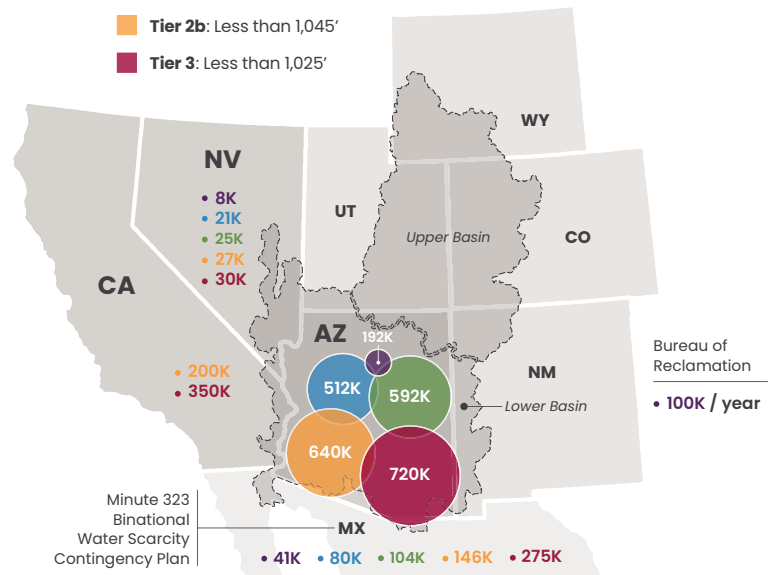 Tier 2b: Less than 1,045’
Tier 3: Less than 1,025’
WY
NV
• 8K
• 21K
• 25K
• 27K
• 30K
UT
Upper Basin
CO
CA
AZ
192K
512K
592K
• 200K
• 350K
NM
Lower Basin
Bureau of
Reclamation
• 100K / year
640K
720K
Minute 323
Binational
Water Scarcity
Contingency Plan
MX
• 41K • 80K • 104K • 146K • 275K